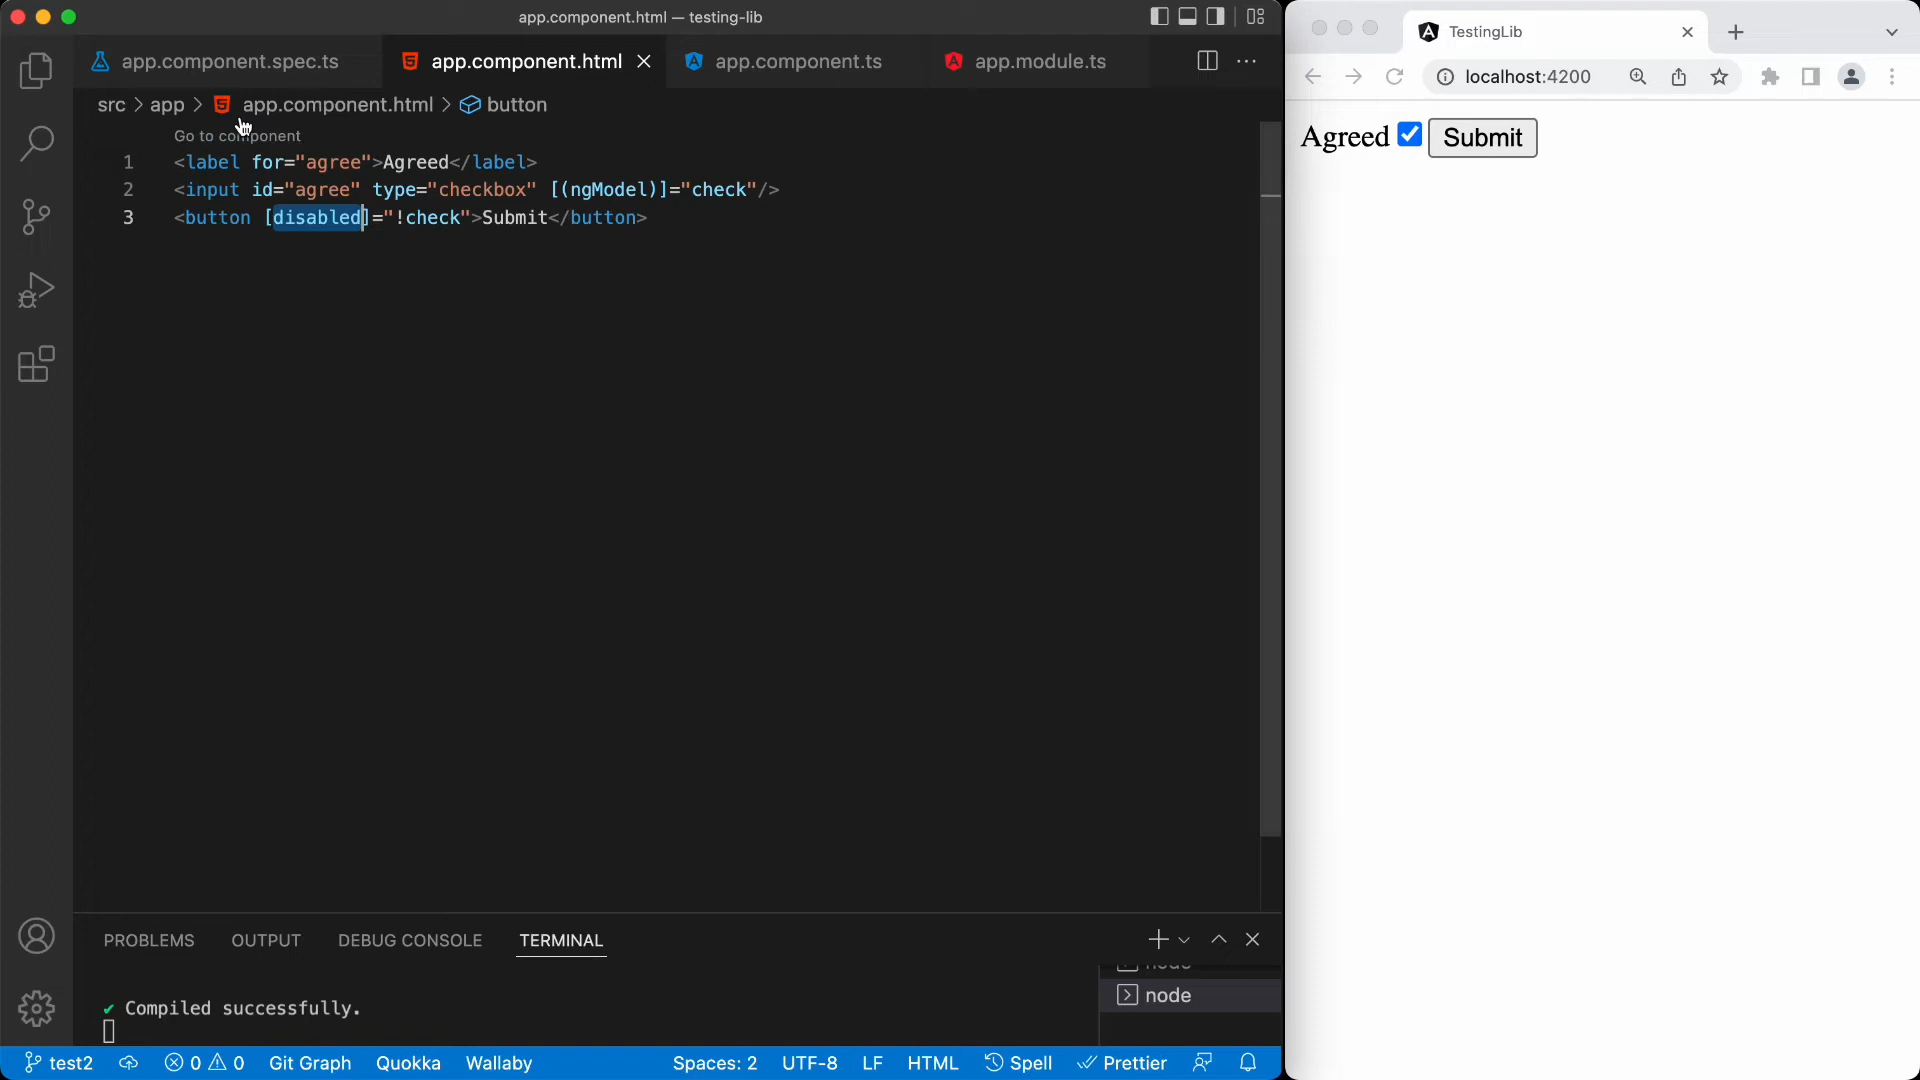 app.component.html — testing-lib
app.component.spec.ts
app.component.html
app.component.ts
app.module.ts
src > app > app.component.html > button
Go to component
1 <label for="agree">Agreed</label>
2 <input id="agree" type="checkbox" [(ngModel)]="check"/>
3 <button [disabled]="!check">Submit</button>
PROBLEMS OUTPUT DEBUG CONSOLE TERMINAL
node
node
✔ Compiled successfully.
test2 0 0 Git Graph Quokka Wallaby Spaces: 2 UTF-8 LF HTML Spell Prettier
TestingLib
localhost:4200
Agreed Submit